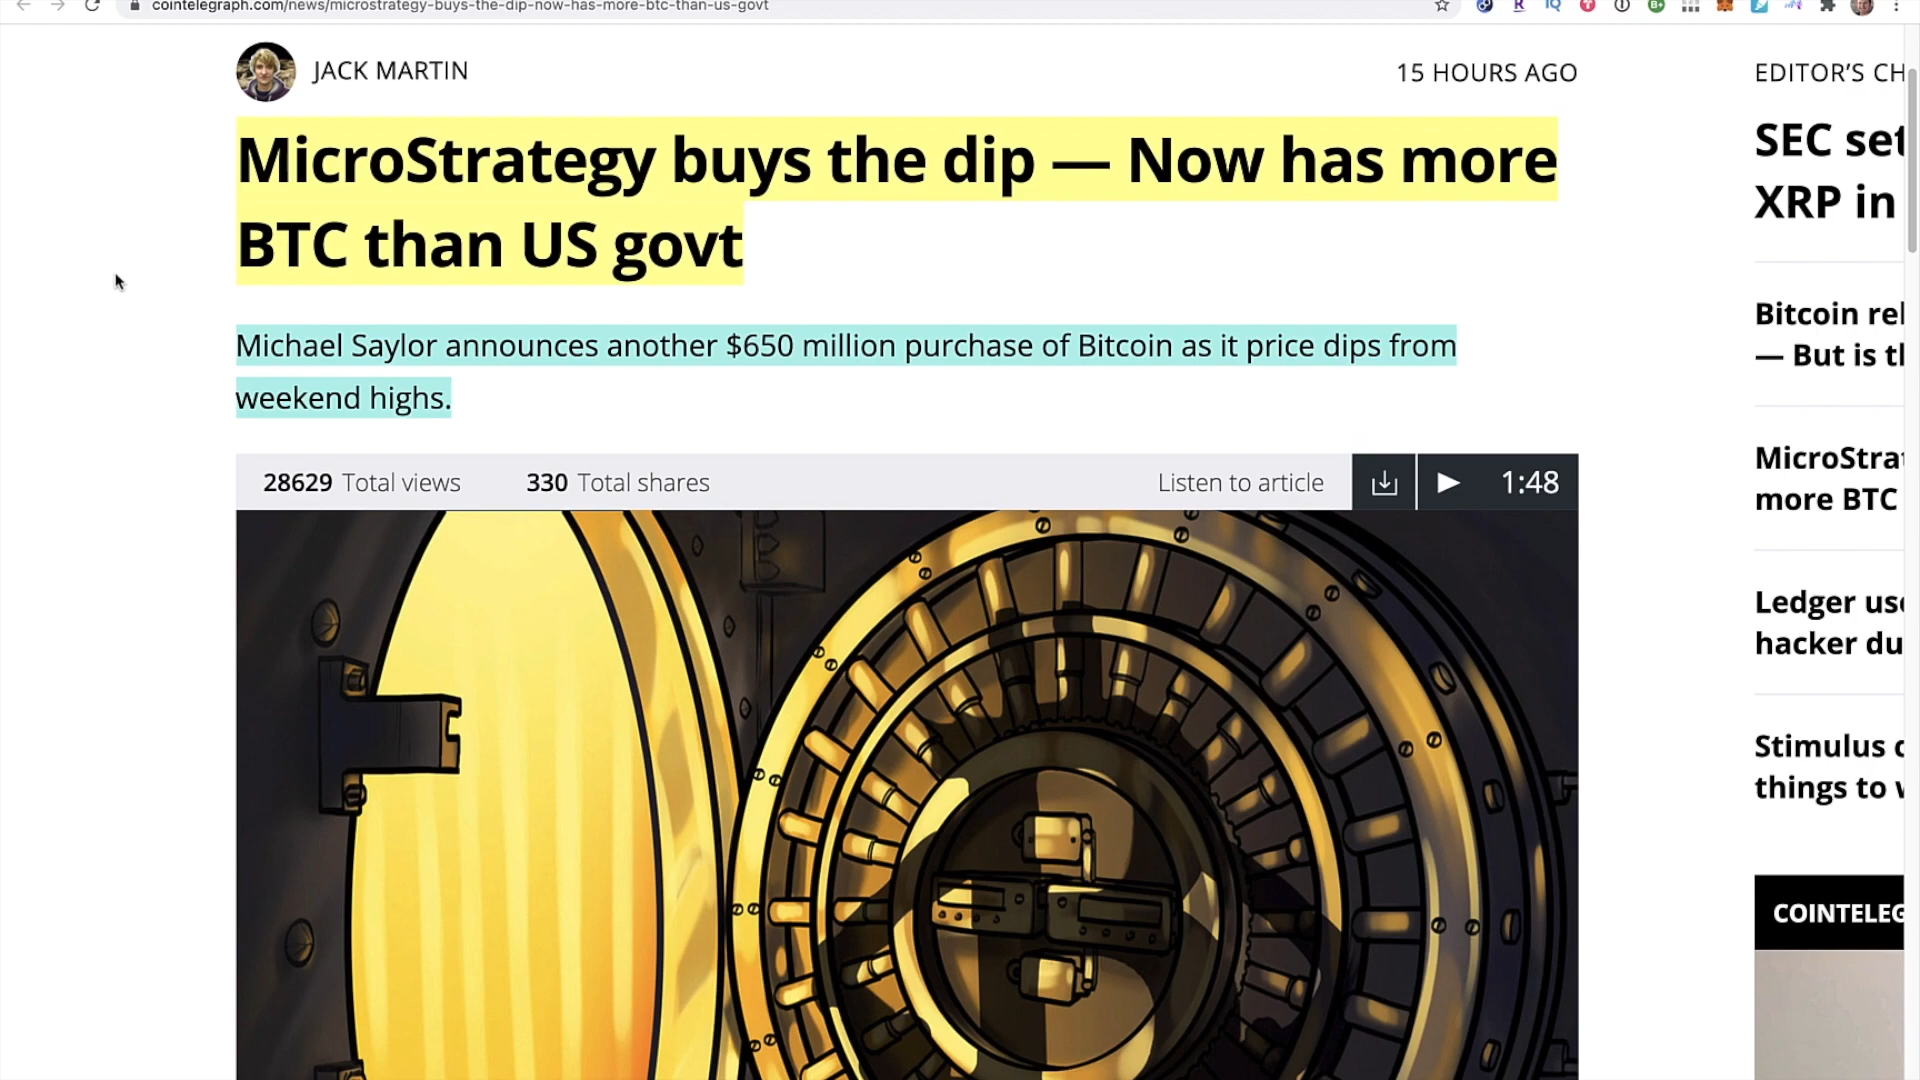 cointelegraph.com/news/microstrategy-buys-the-dip-now-has-more-btc-than-us-govt
JACK MARTIN
15 HOURS AGO
MicroStrategy buys the dip — Now has more
BTC than US govt
Michael Saylor announces another $650 million purchase of Bitcoin as it price dips from
weekend highs.
28629 Total views 330 Total shares Listen to article 1:48
EDITOR'S CH
SEC set
XRP in
Bitcoin rel
— But is tl
MicroStrat
more BTC
Ledger use
hacker du
Stimulus
things to
COINTELEG